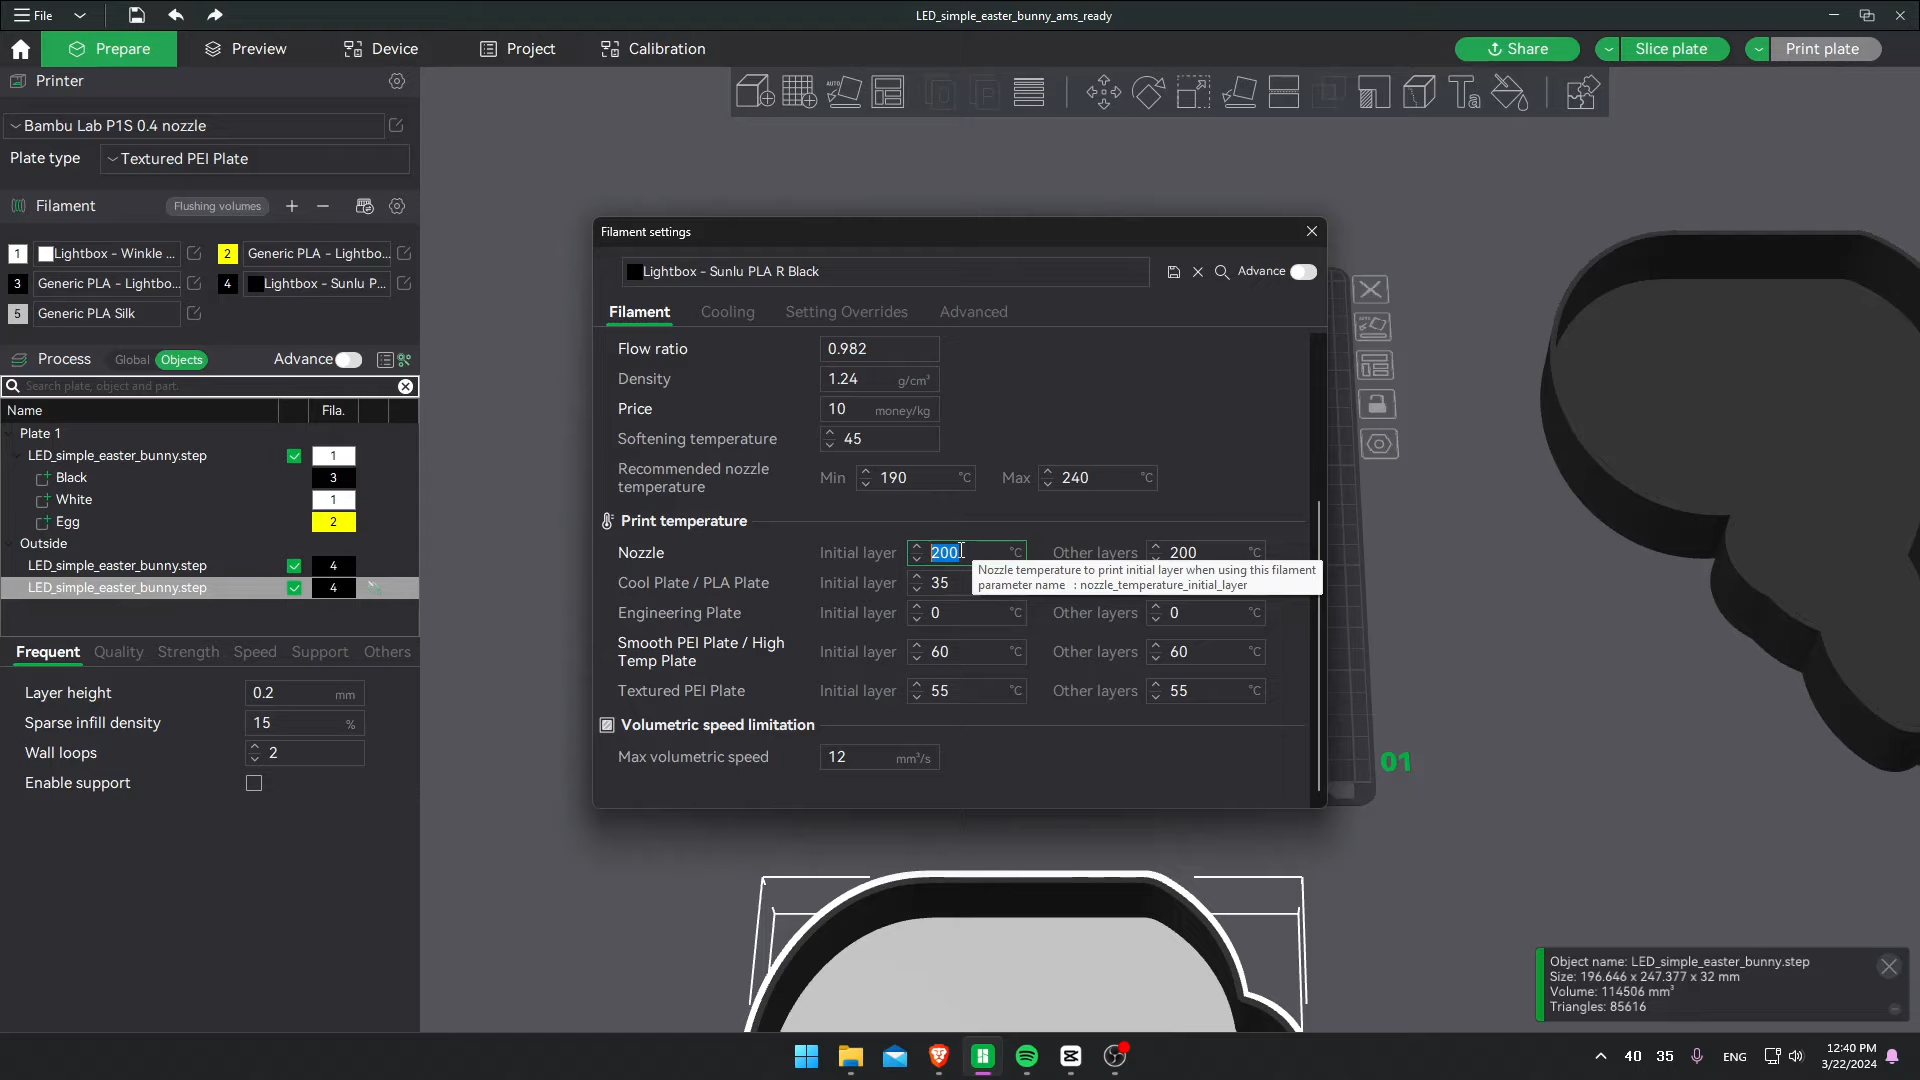 File
LED_simple_easter_bunny_ams_ready
Prepare
Preview
Device
Project
Calibration
Share
Slice plate
Print plate
Printer
Bambu Lab P1S 0.4 nozzle
Plate type
Textured PEI Plate
Filament
Flushing volumes
1 Lightbox - Winkle ...
2 Generic PLA - Lightbo...
3 Generic PLA - Lightbo...
4 Lightbox - Sunlu P...
5 Generic PLA Silk
Process
Global
Objects
Advance
Search plate, object and part.
Name
Fila.
Plate 1
LED_simple_easter_bunny.step 1
Black 3
White 1
Egg 2
Outside
LED_simple_easter_bunny.step 4
LED_simple_easter_bunny.step 4
Frequent
Quality
Strength
Speed
Support
Others
Layer height 0.2 mm
Sparse infill density 15 %
Wall loops 2
Enable support
Filament settings
Lightbox - Sunlu PLA R Black
Advance
Filament
Cooling
Setting Overrides
Advanced
Flow ratio 0.982
Density 1.24 g/cm³
Price 10 money/kg
Softening temperature 45
Recommended nozzle
temperature
Min 190 °C Max 240 °C
Print temperature
Nozzle Initial layer 200 °C Other layers 200 °C
Nozzle temperature to print initial layer when using this filament
parameter name : nozzle_temperature_initial_layer
Cool Plate / PLA Plate Initial layer 35
Engineering Plate Initial layer 0 °C Other layers 0 °C
Smooth PEI Plate / High
Temp Plate
Initial layer 60 °C Other layers 60 °C
Textured PEI Plate Initial layer 55 °C Other layers 55 °C
Volumetric speed limitation
Max volumetric speed 12 mm³/s
01
AUTO
AUTO
Object name: LED_simple_easter_bunny.step
Size: 196.646 x 247.377 x 32 mm
Volume: 114506 mm³
Triangles: 85616
40 35 ENG
12:40 PM
3/22/2024